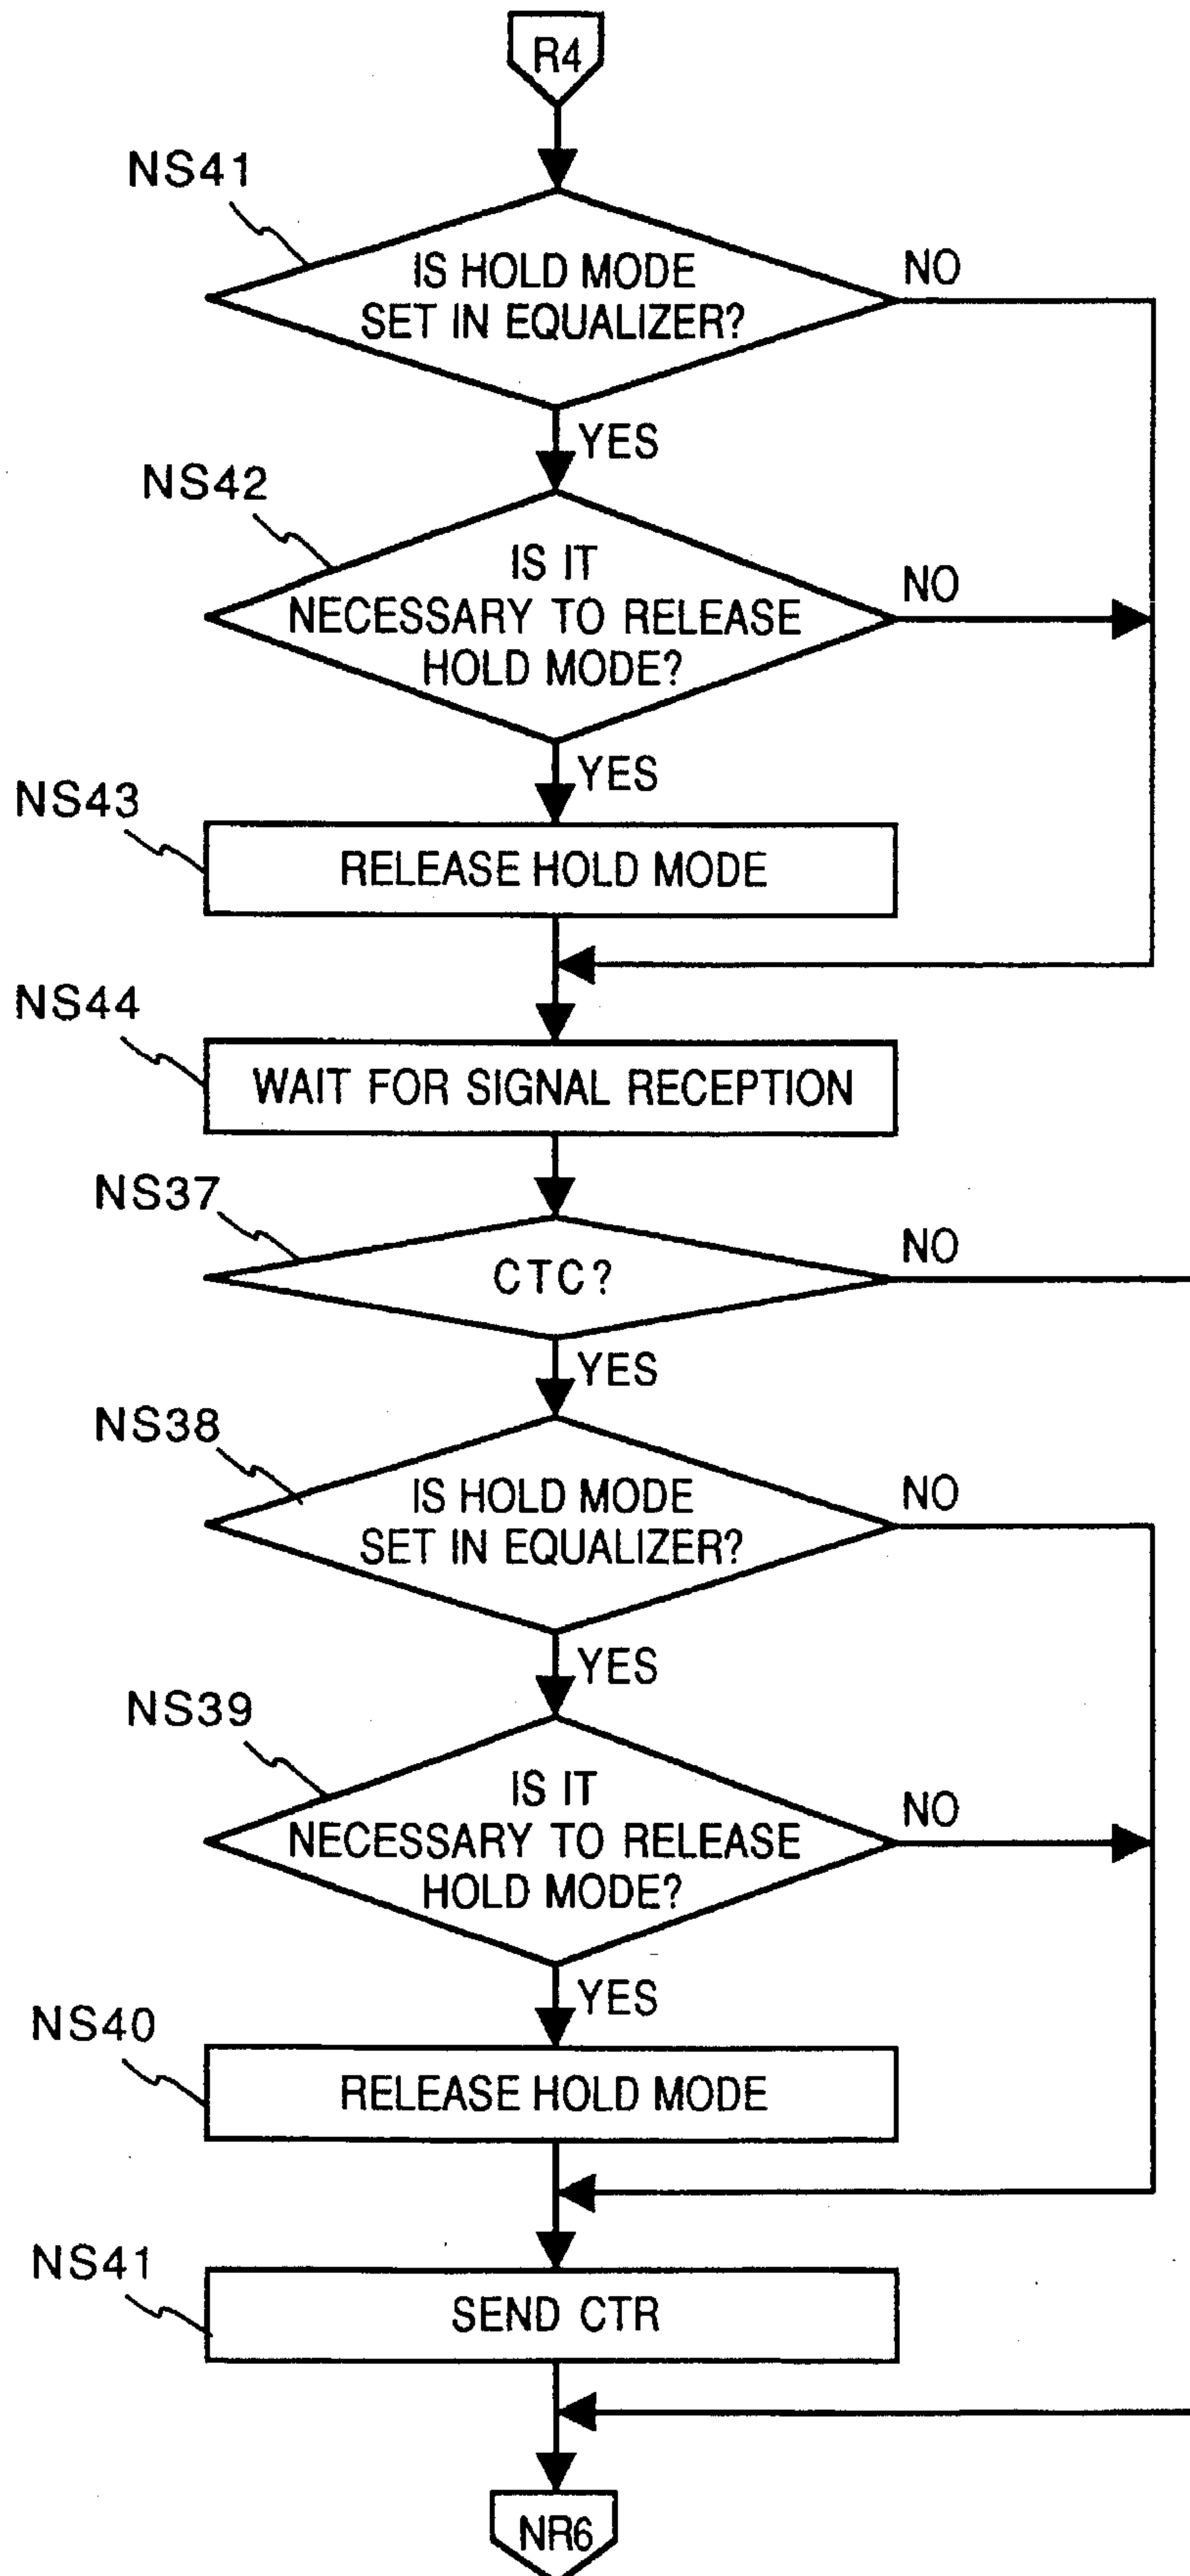 R4
NS41
IS HOLD MODE
SET IN EQUALIZER?
NO
YES
NS42
IS IT
NECESSARY TO RELEASE
HOLD MODE?
NO
YES
NS43
RELEASE HOLD MODE
NS44
WAIT FOR SIGNAL RECEPTION
NS37
CTC?
NO
YES
NS38
IS HOLD MODE
SET IN EQUALIZER?
NO
YES
NS39
IS IT
NECESSARY TO RELEASE
HOLD MODE?
NO
YES
NS40
RELEASE HOLD MODE
NS41
SEND CTR
NR6